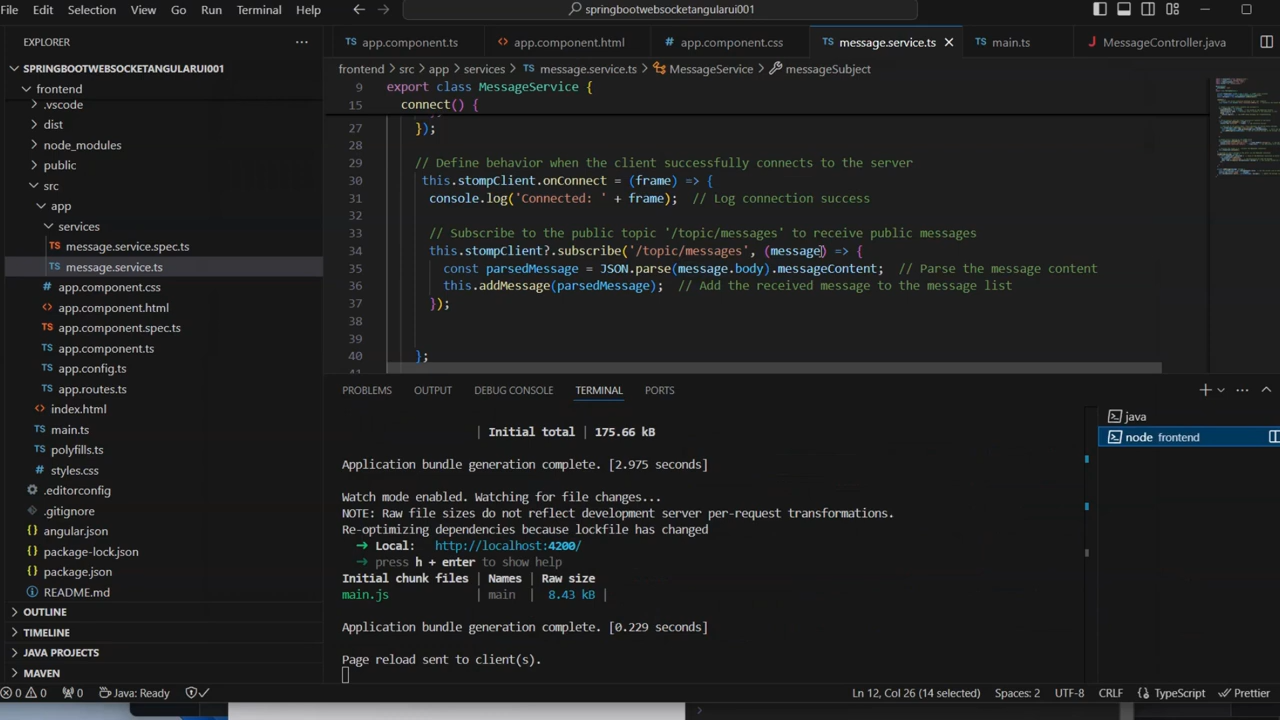 File Edit Selection View Go Run Terminal Help
springbootwebsocketangularui001
EXPLORER
app.component.ts
app.component.html
app.component.css
message.service.ts
main.ts
MessageController.java
SPRINGBOOTWEBSOCKETANGULARUI001
frontend
.vscode
dist
node_modules
public
src
app
services
message.service.spec.ts
message.service.ts
app.component.css
app.component.html
app.component.spec.ts
app.component.ts
app.config.ts
app.routes.ts
index.html
main.ts
polyfills.ts
styles.css
.editorconfig
.gitignore
angular.json
package-lock.json
package.json
README.md
OUTLINE
TIMELINE
JAVA PROJECTS
MAVEN
frontend > src > app > services > message.service.ts > MessageService > messageSubject
9 export class MessageService {
15 connect() {
27 });
28
29 // Define behavior when the client successfully connects to the server
30 this.stompClient.onConnect = (frame) => {
31 console.log('Connected: ' + frame); // Log connection success
32
33 // Subscribe to the public topic '/topic/messages' to receive public messages
34 this.stompClient?.subscribe('/topic/messages', (message) => {
35 const parsedMessage = JSON.parse(message.body).messageContent; // Parse the message content
36 this.addMessage(parsedMessage); // Add the received message to the message list
37 });
38
39
40 };
PROBLEMS OUTPUT DEBUG CONSOLE TERMINAL PORTS
| Initial total | 175.66 kB
Application bundle generation complete. [2.975 seconds]
Watch mode enabled. Watching for file changes...
NOTE: Raw file sizes do not reflect development server per-request transformations.
Re-optimizing dependencies because lockfile has changed
➜ Local: http://localhost:4200/
➜ press h + enter to show help
Initial chunk files | Names | Raw size
main.js | main | 8.43 kB |
Application bundle generation complete. [0.229 seconds]
Page reload sent to client(s).
java
node frontend
0 0 0 Java: Ready
Ln 12, Col 26 (14 selected) Spaces: 2 UTF-8 CRLF TypeScript Prettier